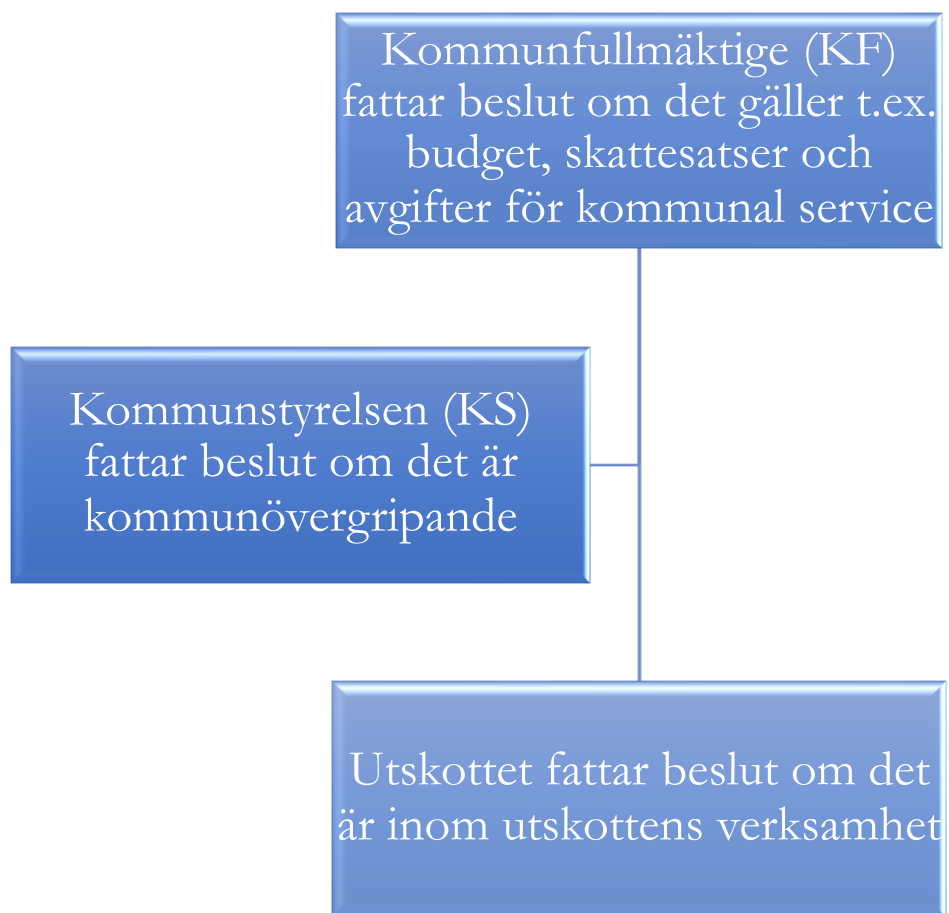 Kommunfullmäktige (KF)
fattar beslut om det gäller t.ex.
budget, skattesatser och
avgifter för kommunal service
Kommunstyrelsen (KS)
fattar beslut om det är
kommunövergripande
Utskottet fattar beslut om det
är inom utskottens verksamhet